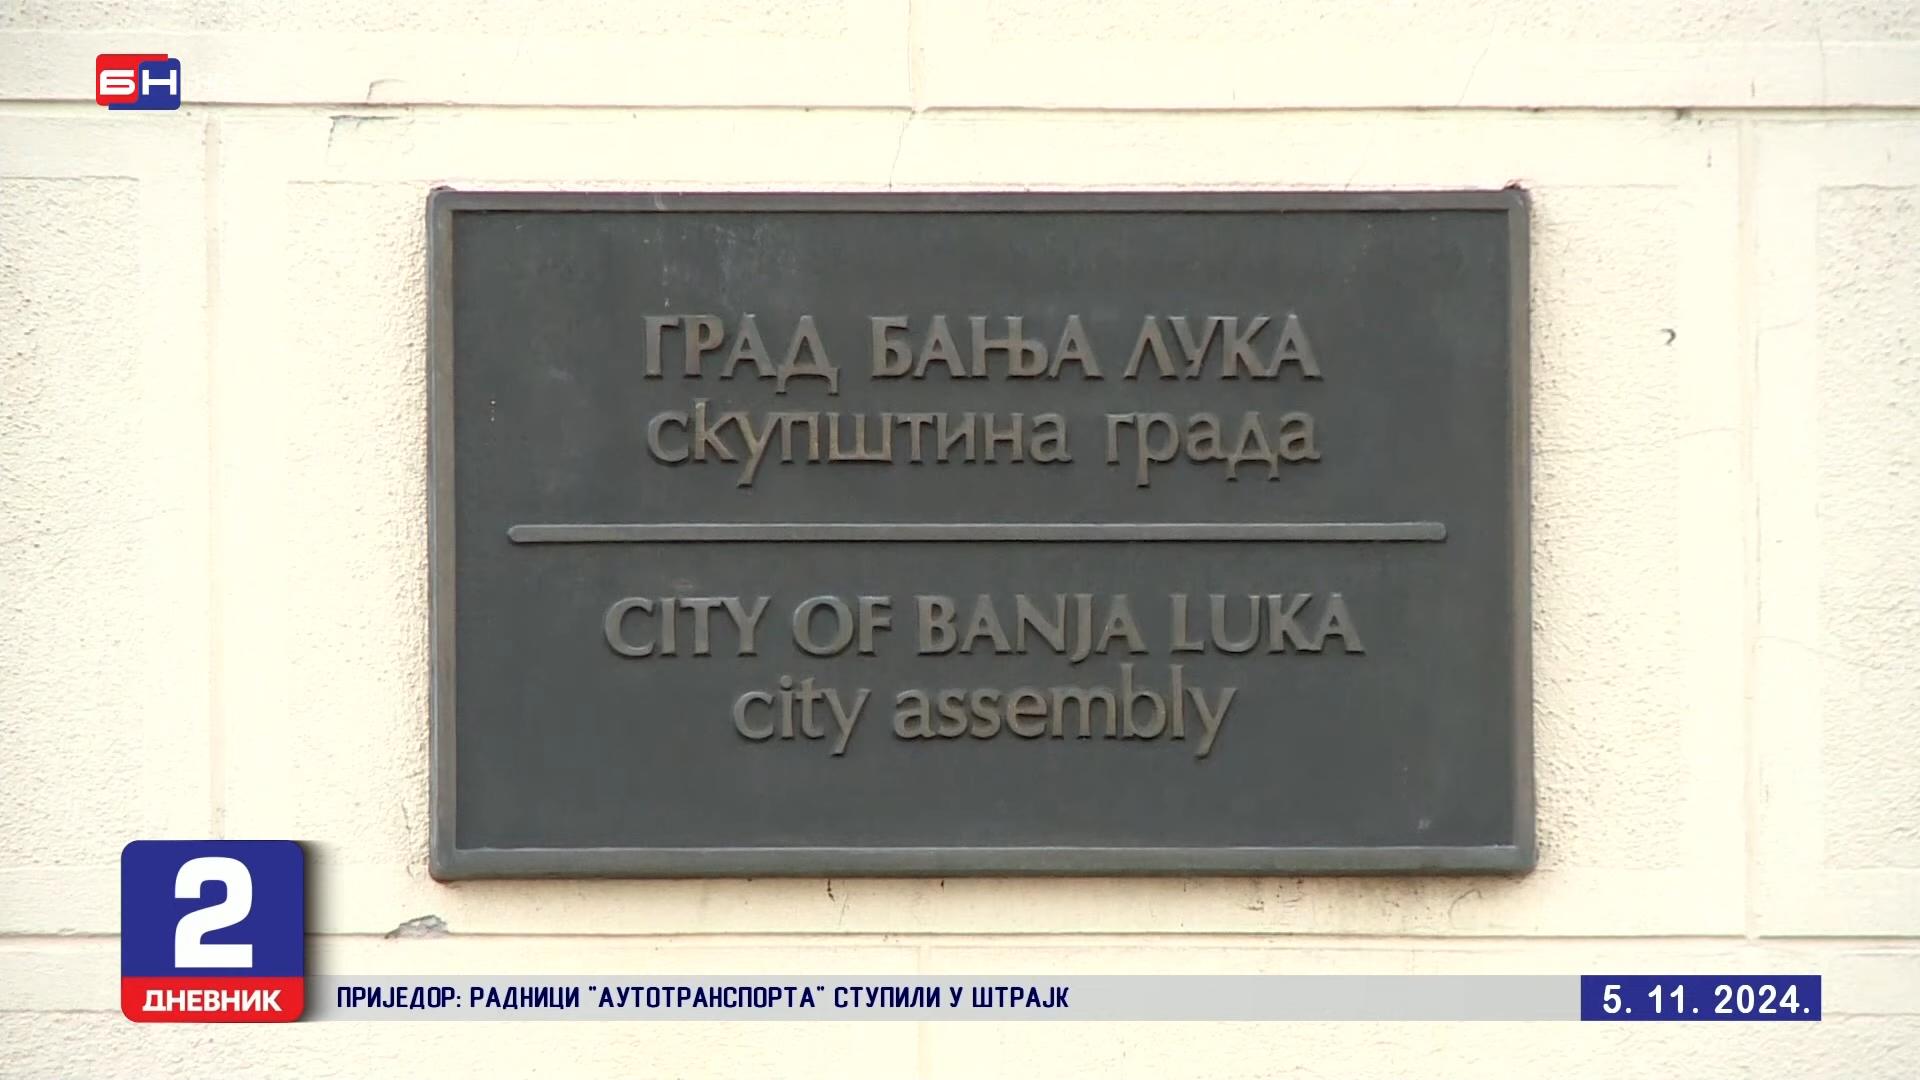 БН
ГРАД БАЊА ЛУКА
скупштина града
CITY OF BANJA LUKA
city assembly
2
ДНЕВНИК
ПРИЈЕДОР: РАДНИЦИ "АУТОТРАНСПОРТА" СТУПИЛИ У ШТРАЈК
5. 11. 2024.